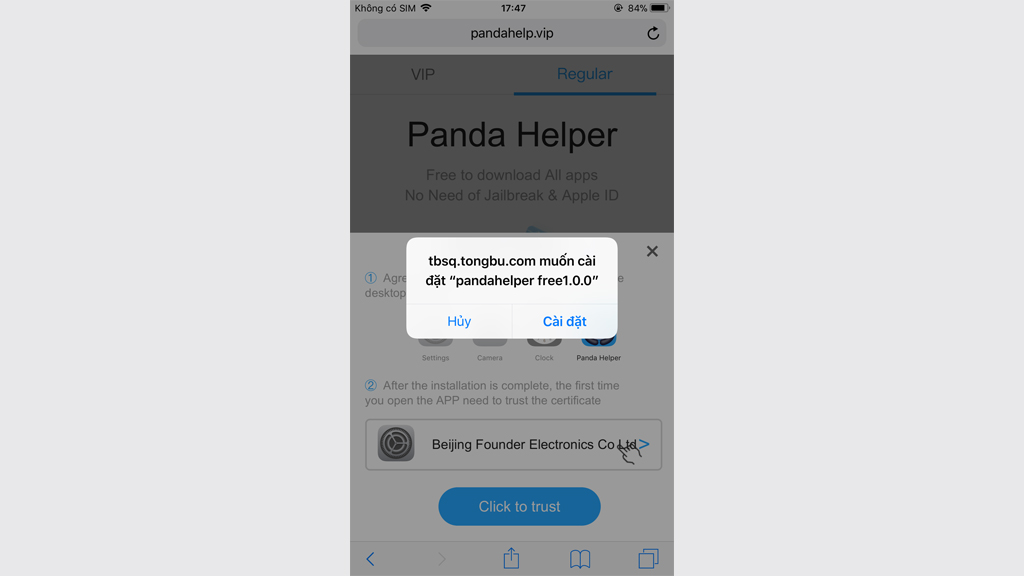 Không có SIM 17:47 84%
pandahelp.vip
VIP Regular
Panda Helper
Free to download All apps
No Need of Jailbreak & Apple ID
tbsq.tongbu.com muốn cài
đặt “pandahelper free1.0.0”
① Agre
desktop
Hủy Cài đặt
Settings Camera Clock Panda Helper
② After the installation is complete, the first time
you open the APP need to trust the certificate
Beijing Founder Electronics Co Ltd >
Click to trust